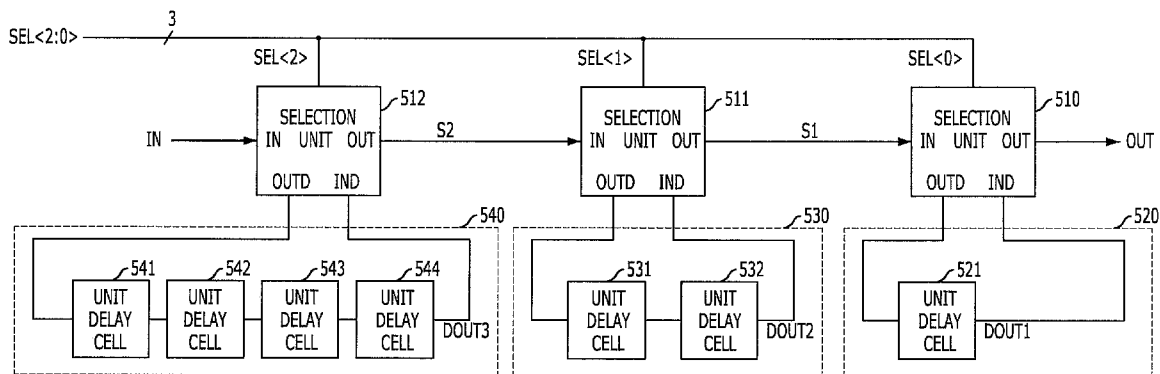 3
SEL<2:0>
SEL<2>
SEL<1>
SEL<0>
512
511
510
SELECTION
IN UNIT OUT
OUTD IND
SELECTION
IN UNIT OUT
OUTD IND
SELECTION
IN UNIT OUT
OUTD IND
IN
S2
S1
OUT
540
530
520
541
542
543
544
531
532
521
UNIT
DELAY
CELL
UNIT
DELAY
CELL
UNIT
DELAY
CELL
UNIT
DELAY
CELL
DOUT3
UNIT
DELAY
CELL
UNIT
DELAY
CELL
DOUT2
UNIT
DELAY
CELL
DOUT1